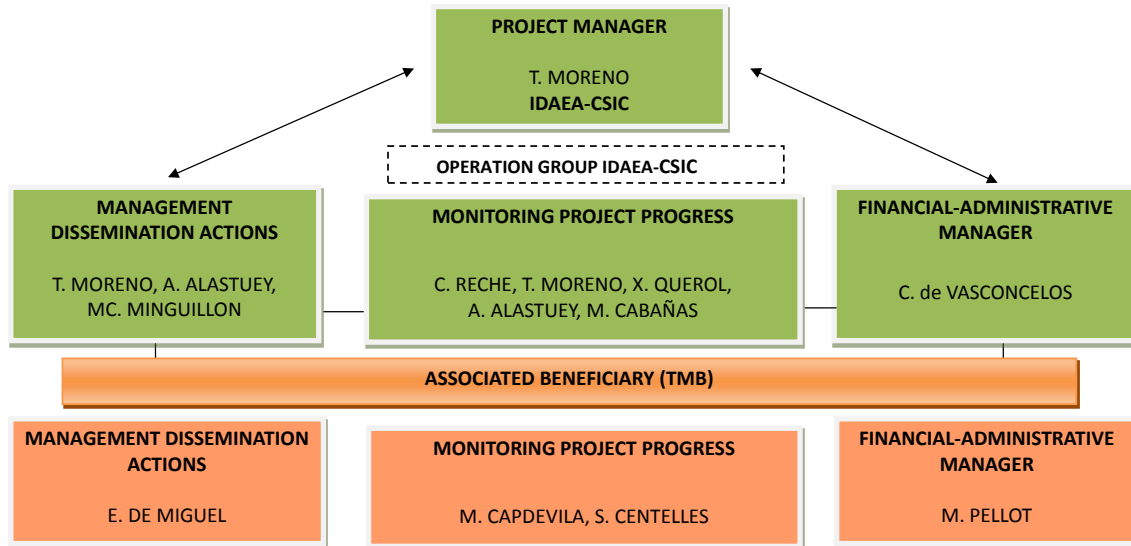 PROJECT MANAGER
T. MORENO
IDAEA-CSIC
OPERATION GROUP IDAEA-CSIC
MANAGEMENT
DISSEMINATION ACTIONS
T. MORENO, A. ALASTUEY,
MC. MINGUILLON
MONITORING PROJECT PROGRESS
C. RECHE, T. MORENO, X. QUEROL,
A. ALASTUEY, M. CABAÑAS
FINANCIAL-ADMINISTRATIVE
MANAGER
C. de VASCONCELOS
ASSOCIATED BENEFICIARY (TMB)
MANAGEMENT DISSEMINATION
ACTIONS
E. DE MIGUEL
MONITORING PROJECT PROGRESS
M. CAPDEVILA, S. CENTELLES
FINANCIAL-ADMINISTRATIVE
MANAGER
M. PELLOT